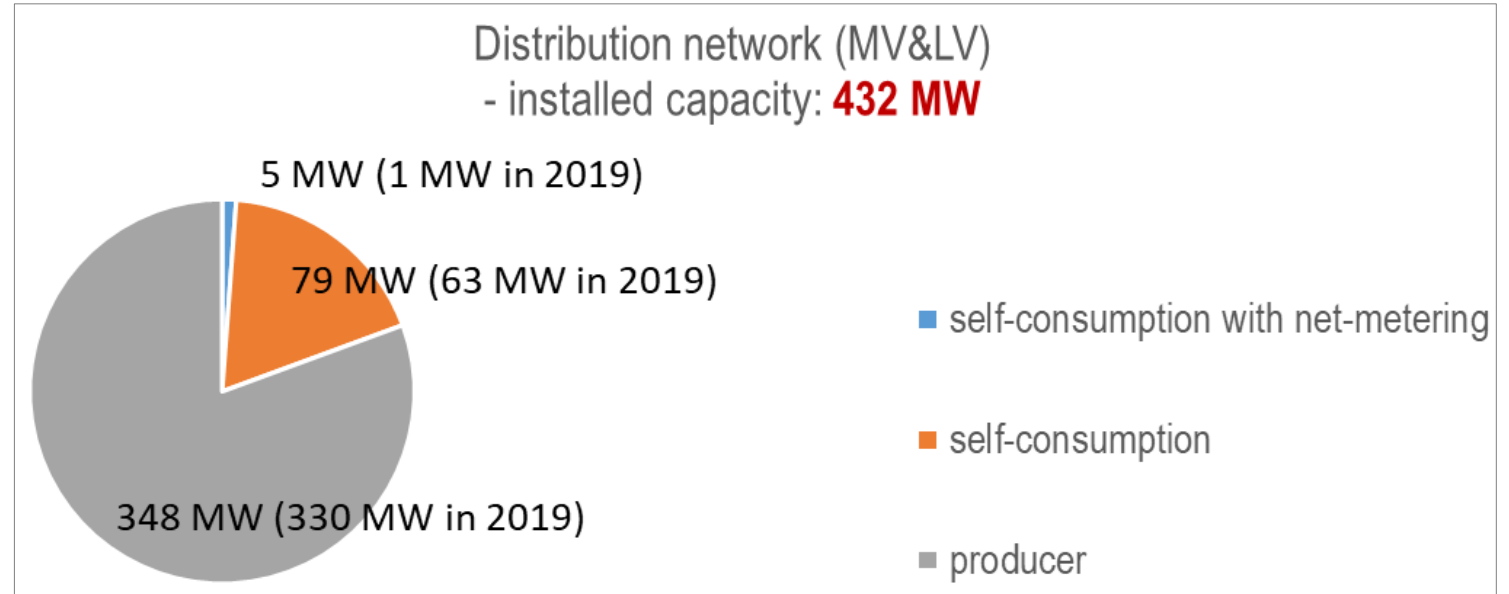 Distribution network (MV&LV)
- installed capacity: 432 MW
5 MW (1 MW in 2019)
79 MW (63 MW in 2019)
self-consumption with net-metering
self-consumption
348 MW (330 MW in 2019)
producer